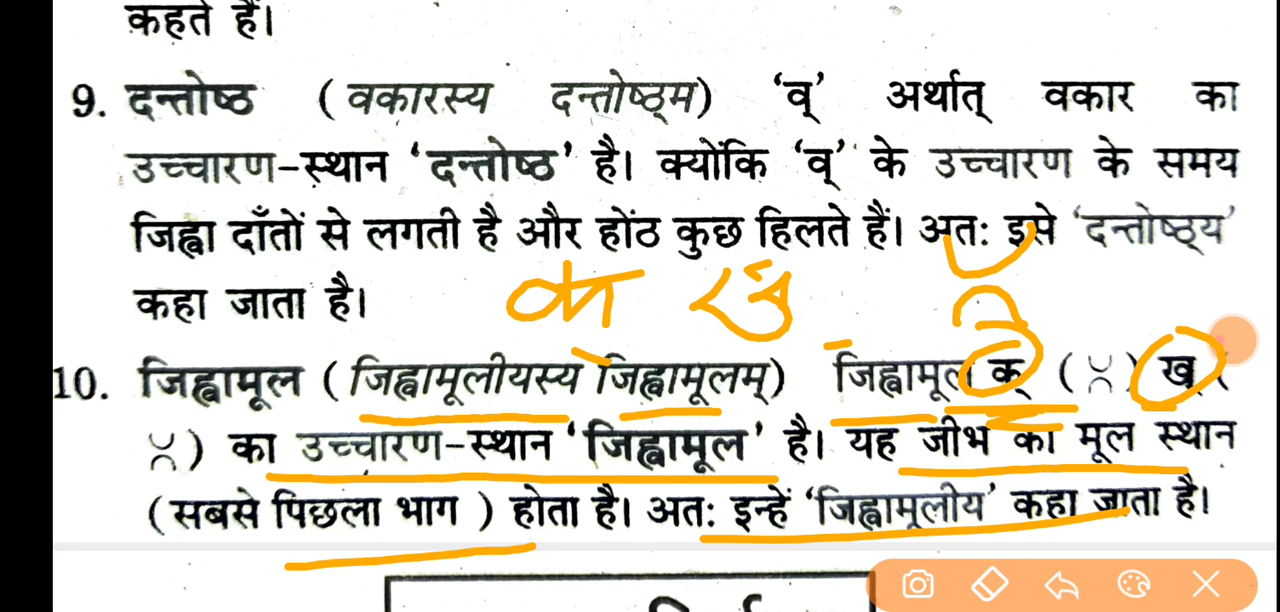 कहते हैं।
9. दन्तोष्ठ (वकारस्य दन्तोष्ठ्म) 'व्' अर्थात् वकार का
उच्चारण-स्थान 'दन्तोष्ठ' है। क्योंकि 'व्' के उच्चारण के समय
जिह्वा दाँतों से लगती है और होंठ कुछ हिलते हैं। अतः इसे 'दन्तोष्ठ्य'
कहा जाता है।
क ख
10. जिह्वामूल (जिह्वामूलीयस्य जिह्वामूलम्) जिह्वामूल क् (ᳵ) ख् (
ᳵ) का उच्चारण-स्थान 'जिह्वामूल' है। यह जीभ का मूल स्थान
(सबसे पिछला भाग) होता है। अतः इन्हें 'जिह्वामूलीय' कहा जाता है।